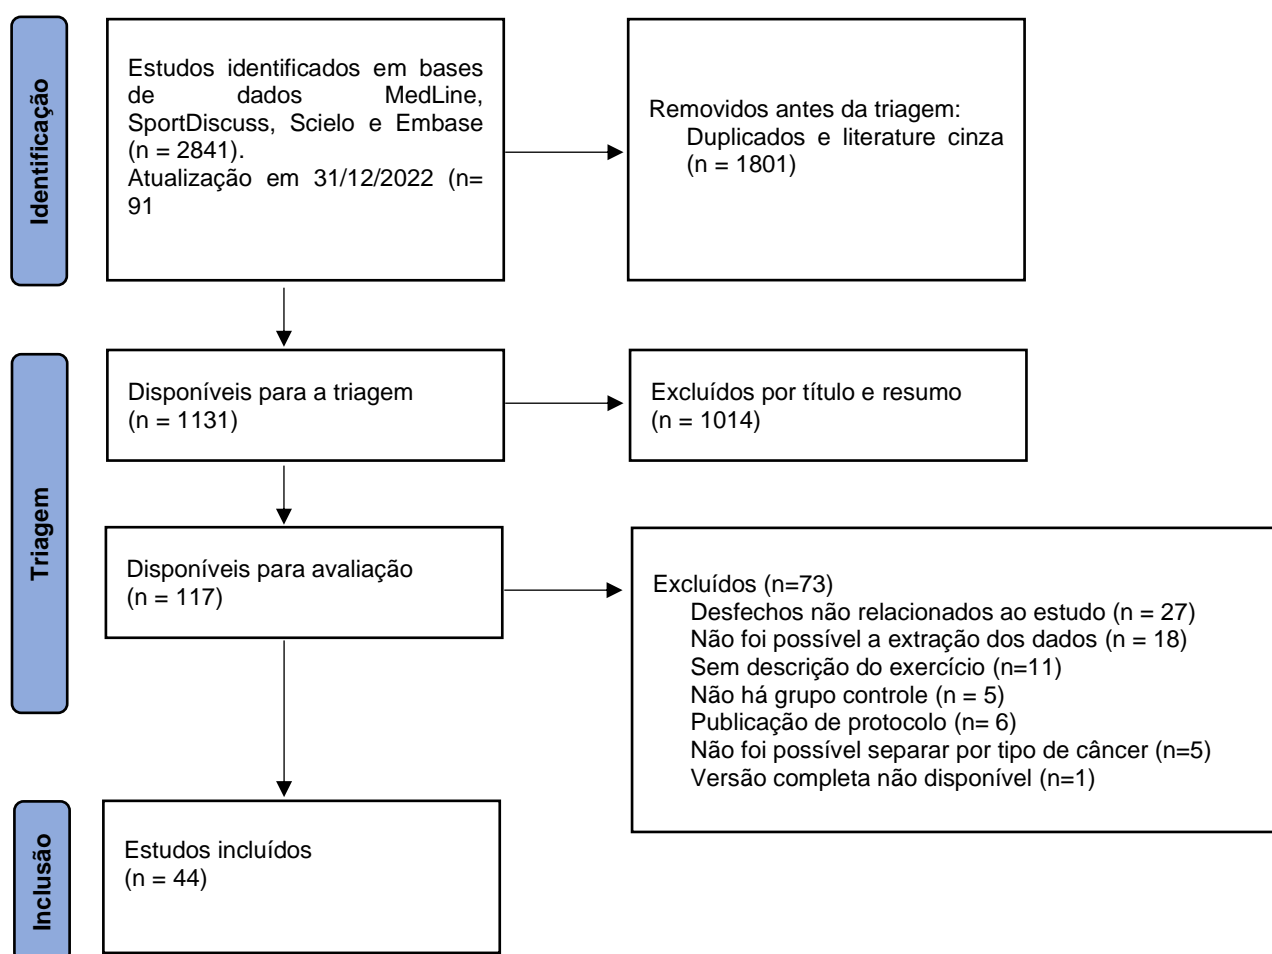 Identificação
Estudos identificados em bases
de dados MedLine,
SportDiscuss, Scielo e Embase
(n = 2841).
Atualização em 31/12/2022 (n=
91
Removidos antes da triagem:
Duplicados e literature cinza
(n = 1801)
Triagem
Disponíveis para a triagem
(n = 1131)
Excluídos por título e resumo
(n = 1014)
Disponíveis para avaliação
(n = 117)
Excluídos (n=73)
Desfechos não relacionados ao estudo (n = 27)
Não foi possível a extração dos dados (n = 18)
Sem descrição do exercício (n=11)
Não há grupo controle (n = 5)
Publicação de protocolo (n= 6)
Não foi possível separar por tipo de câncer (n=5)
Versão completa não disponível (n=1)
Inclusão
Estudos incluídos
(n = 44)